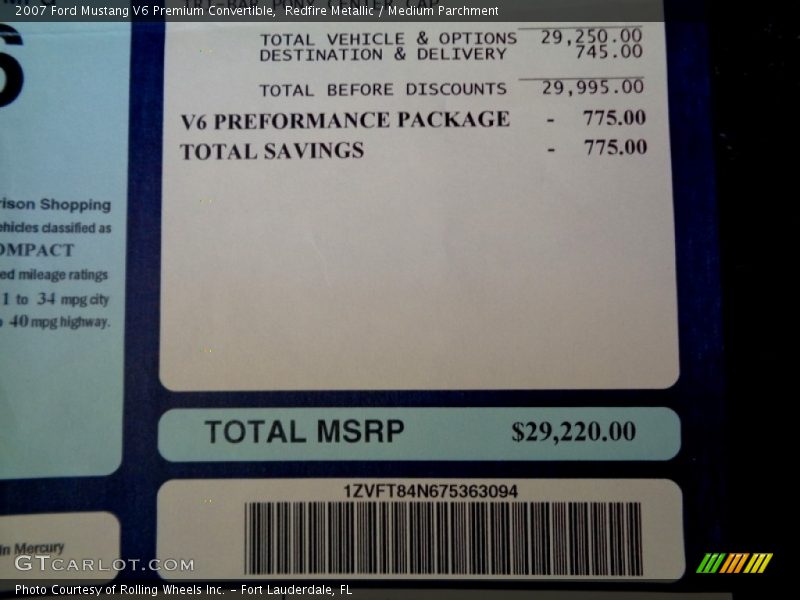 2007 Ford Mustang V6 Premium Convertible, Redfire Metallic / Medium Parchment
TOTAL VEHICLE & OPTIONS 29,250.00
DESTINATION & DELIVERY 745.00
TOTAL BEFORE DISCOUNTS 29,995.00
V6 PREFORMANCE PACKAGE - 775.00
TOTAL SAVINGS - 775.00
rison Shopping
ehicles classified as
OMPACT
ed mileage ratings
1 to 34 mpg city
40 mpg highway.
TOTAL MSRP $29,220.00
1ZVFT84N675363094
In Mercury
GTCARLOT.COM
Photo Courtesy of Rolling Wheels Inc. - Fort Lauderdale, FL